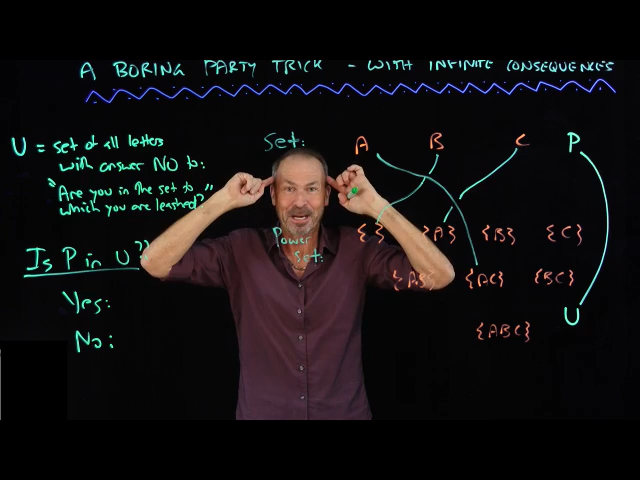 A BORING PARTY TRICK - WITH INFINITE CONSEQUENCES
U = set of all letters
with answer NO to:
"Are you in the set to
which you are leashed?"
Is P in U??
Yes:
No:
Set: A B C P
Power set: { } {A} {B} {C}
{AB} {AC} {BC}
{ABC} U